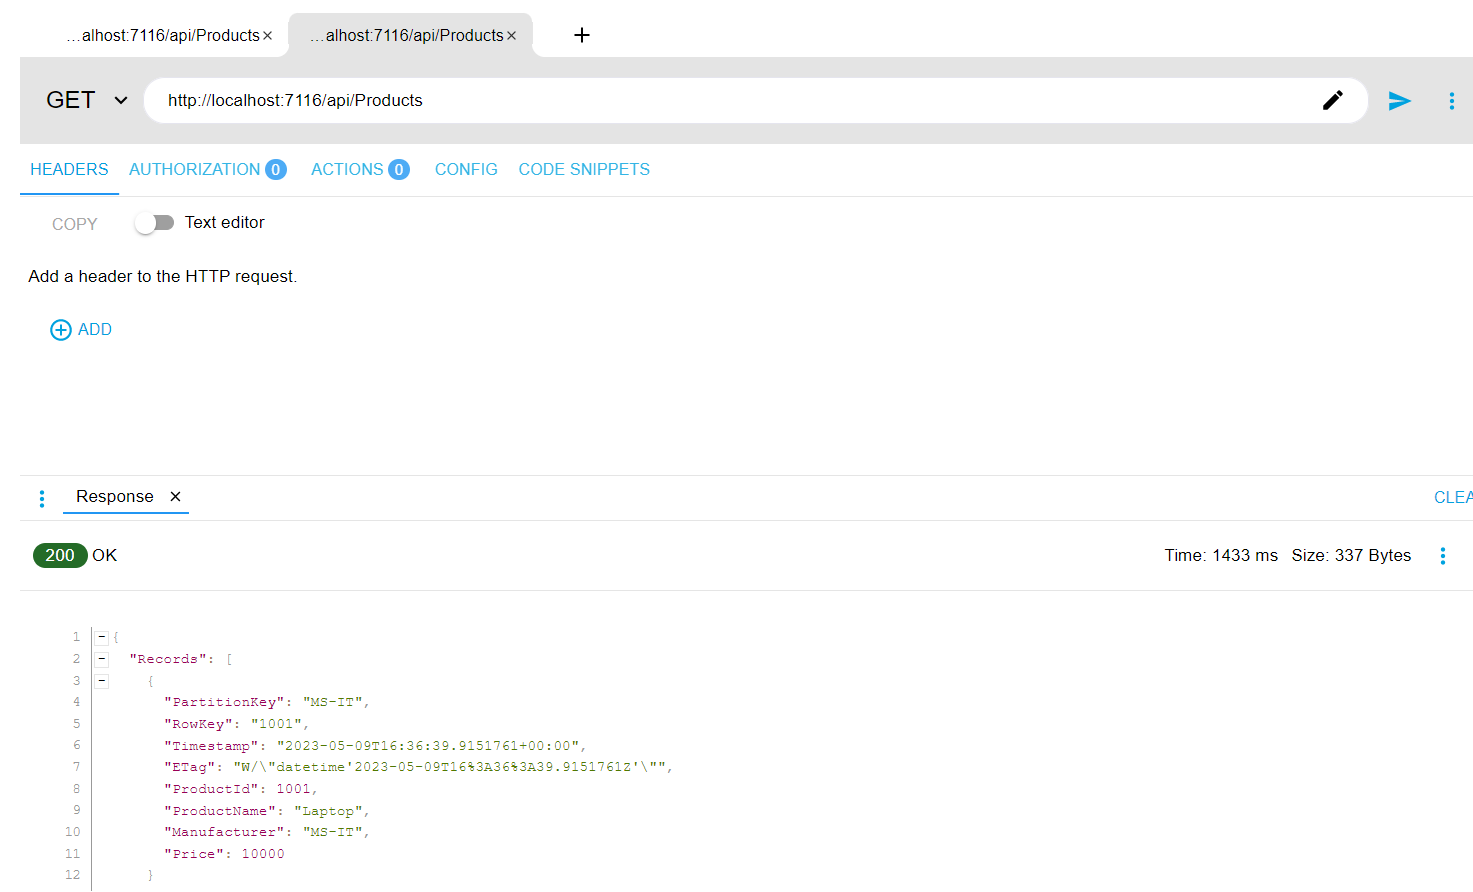 ...alhost:7116/api/Products × ...alhost:7116/api/Products × +
GET http://localhost:7116/api/Products
HEADERS AUTHORIZATION 0 ACTIONS 0 CONFIG CODE SNIPPETS
COPY Text editor
Add a header to the HTTP request.
ADD
Response ×
CLEA
200 OK Time: 1433 ms Size: 337 Bytes
1 {
2 "Records": [
3 {
4 "PartitionKey": "MS-IT",
5 "RowKey": "1001",
6 "Timestamp": "2023-05-09T16:36:39.9151761+00:00",
7 "ETag": "W/\"datetime'2023-05-09T16%3A36%3A39.9151761Z'\"",
8 "ProductId": 1001,
9 "ProductName": "Laptop",
10 "Manufacturer": "MS-IT",
11 "Price": 10000
12 }